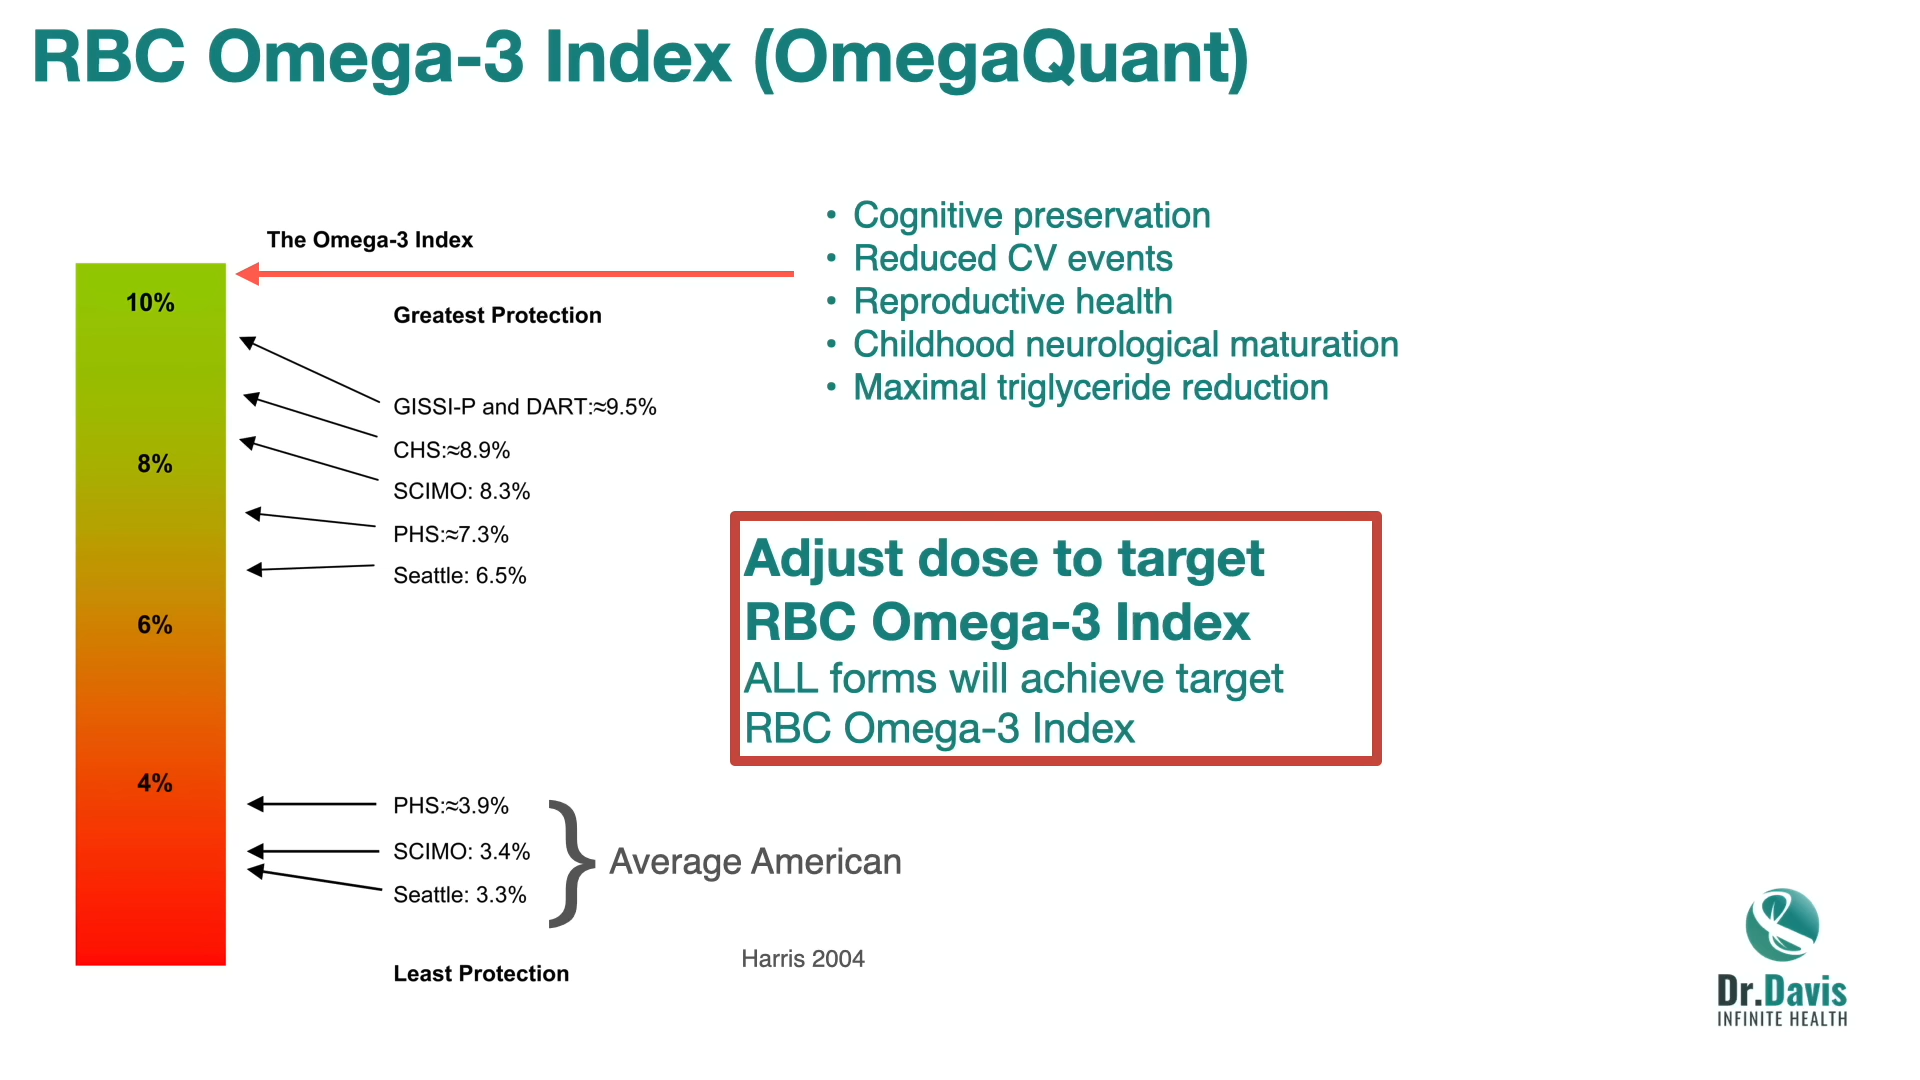 RBC Omega-3 Index (OmegaQuant)
The Omega-3 Index
10%
8%
6%
4%
Greatest Protection
GISSI-P and DART:≈9.5%
CHS:≈8.9%
SCIMO: 8.3%
PHS:≈7.3%
Seattle: 6.5%
PHS:≈3.9%
SCIMO: 3.4%
Seattle: 3.3%
Least Protection
Average American
Harris 2004
• Cognitive preservation
• Reduced CV events
• Reproductive health
• Childhood neurological maturation
• Maximal triglyceride reduction
Adjust dose to target
RBC Omega-3 Index
ALL forms will achieve target
RBC Omega-3 Index
Dr.Davis
INFINITE HEALTH